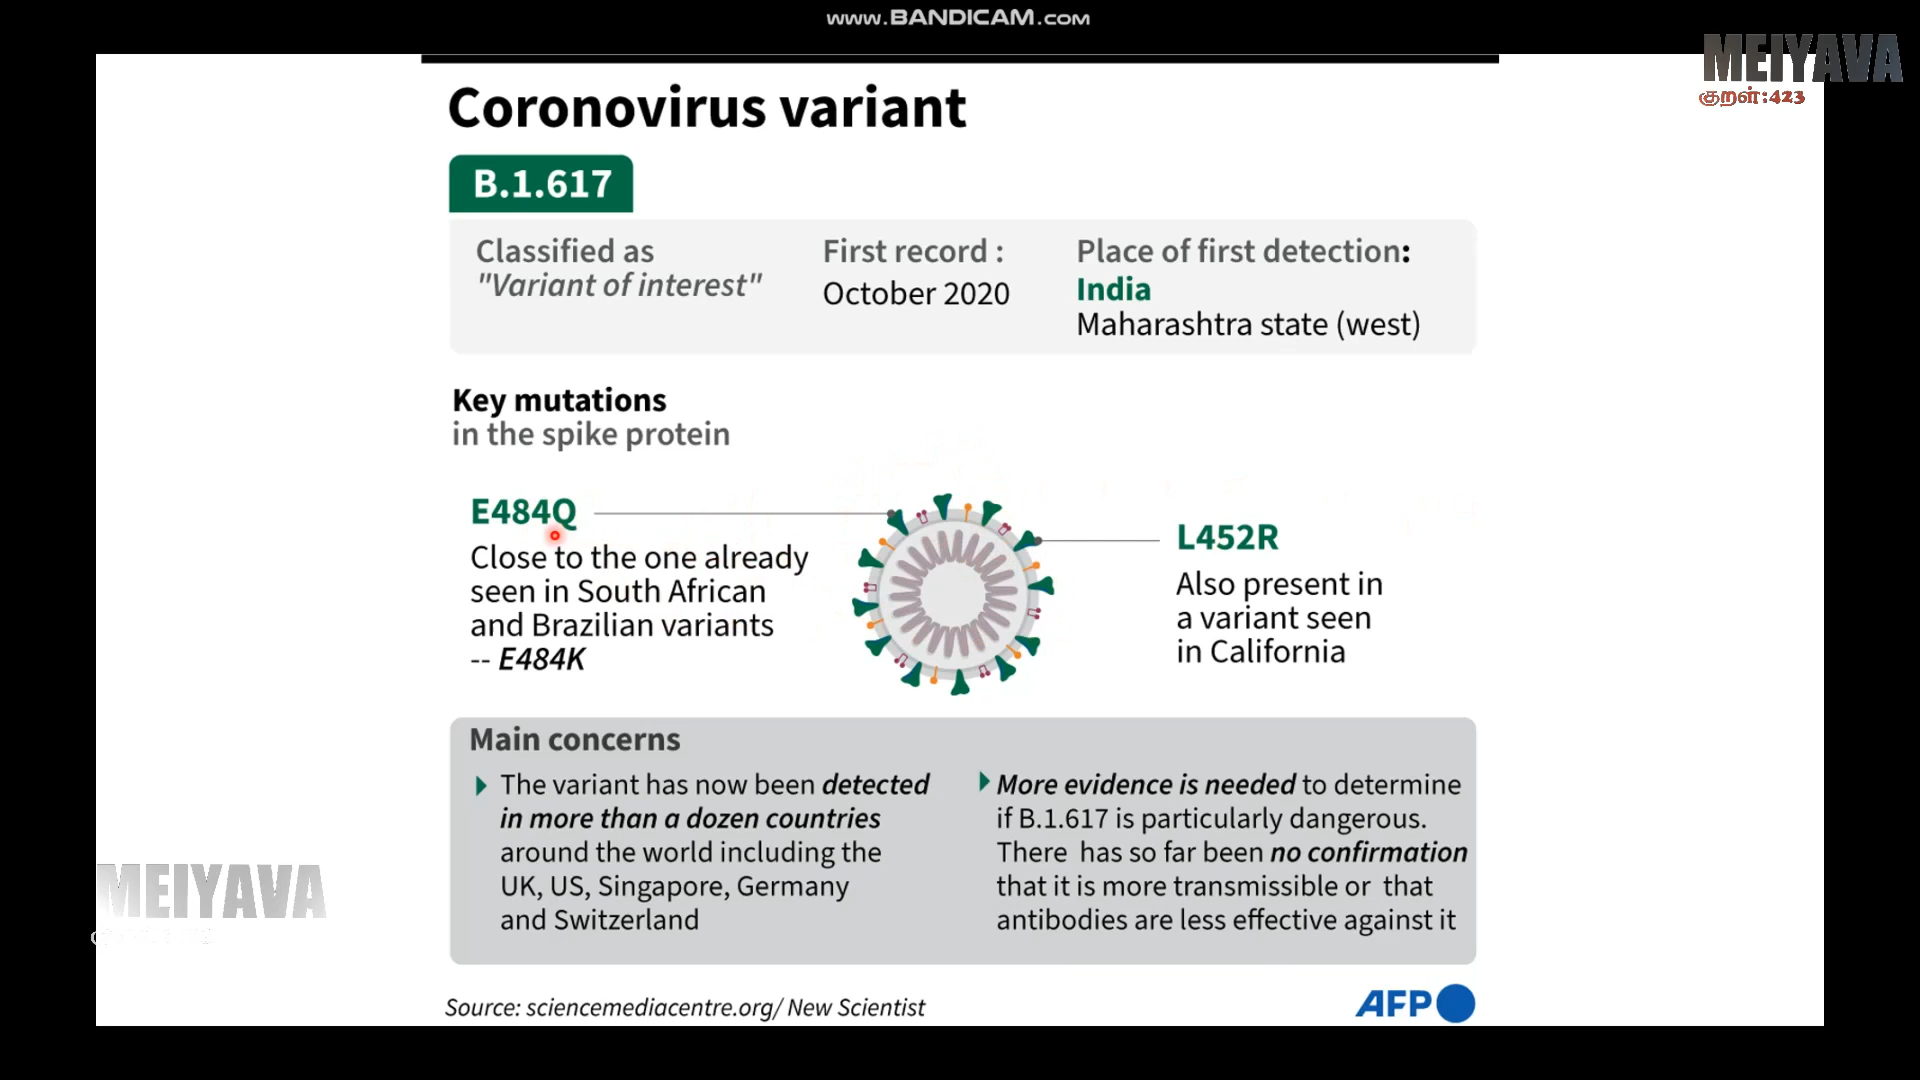 www.BANDICAM.com
MEIYAVA
குறள்:423
Coronovirus variant
B.1.617
Classified as
"Variant of interest"
First record :
October 2020
Place of first detection:
India
Maharashtra state (west)
Key mutations
in the spike protein
E484Q
Close to the one already
seen in South African
and Brazilian variants
-- E484K
L452R
Also present in
a variant seen
in California
Main concerns
The variant has now been detected
in more than a dozen countries
around the world including the
UK, US, Singapore, Germany
and Switzerland
More evidence is needed to determine
if B.1.617 is particularly dangerous.
There has so far been no confirmation
that it is more transmissible or that
antibodies are less effective against it
MEIYAVA
Source: sciencemediacentre.org/ New Scientist
AFP